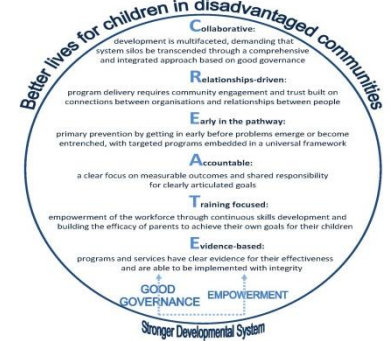 Better lives for children in disadvantaged communities
Collaborative:
development is multifaceted, demanding that
system silos be transcended through a comprehensive
and integrated approach based on good governance
Relationships-driven:
program delivery requires community engagement and trust built on
connections between organisations and relationships between people
Early in the pathway:
primary prevention by getting in early before problems emerge or become
entrenched, with targeted programs embedded in a universal framework
Accountable:
a clear focus on measurable outcomes and shared responsibility
for clearly articulated goals
Training focused:
empowerment of the workforce through continuous skills development and
building the efficacy of parents to achieve their own goals for their children
Evidence-based:
programs and services have clear evidence for their effectiveness
and are able to be implemented with integrity
GOOD
GOVERNANCE EMPOWERMENT
Stronger Developmental System